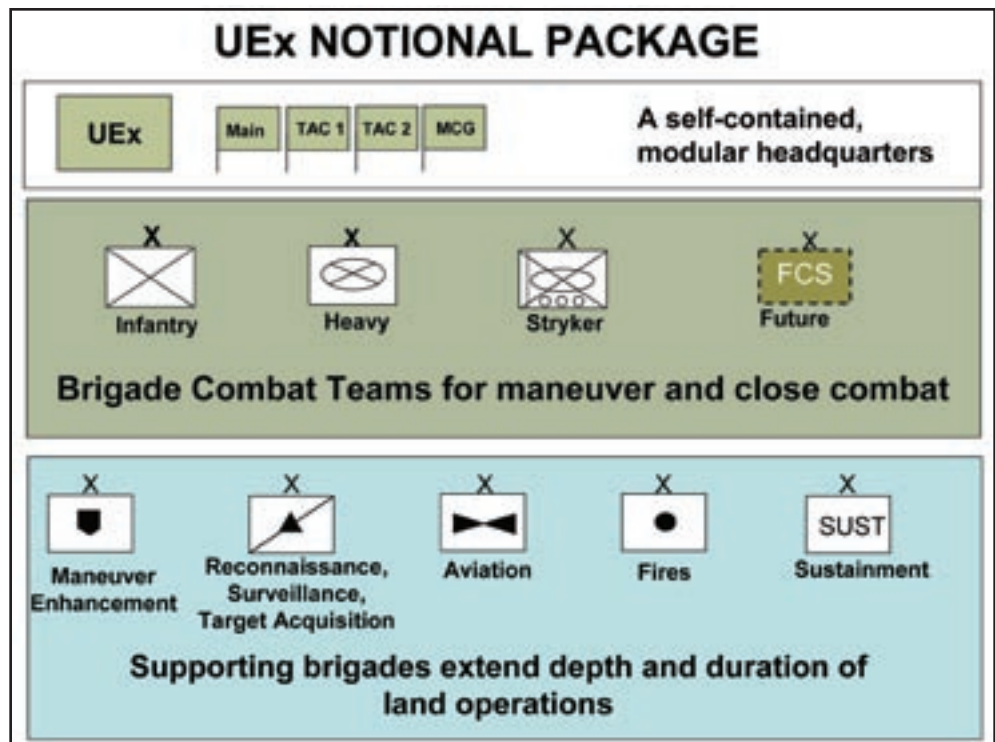 UEx NOTIONAL PACKAGE
UEx
Main
TAC 1
TAC 2
MCG
A self-contained,
modular headquarters
X
X
X
X
FCS
Infantry
Heavy
Stryker
Future
Brigade Combat Teams for maneuver and close combat
X
X
X
X
X
SUST
Maneuver
Enhancement
Reconnaissance,
Surveillance,
Target Acquisition
Aviation
Fires
Sustainment
Supporting brigades extend depth and duration of
land operations